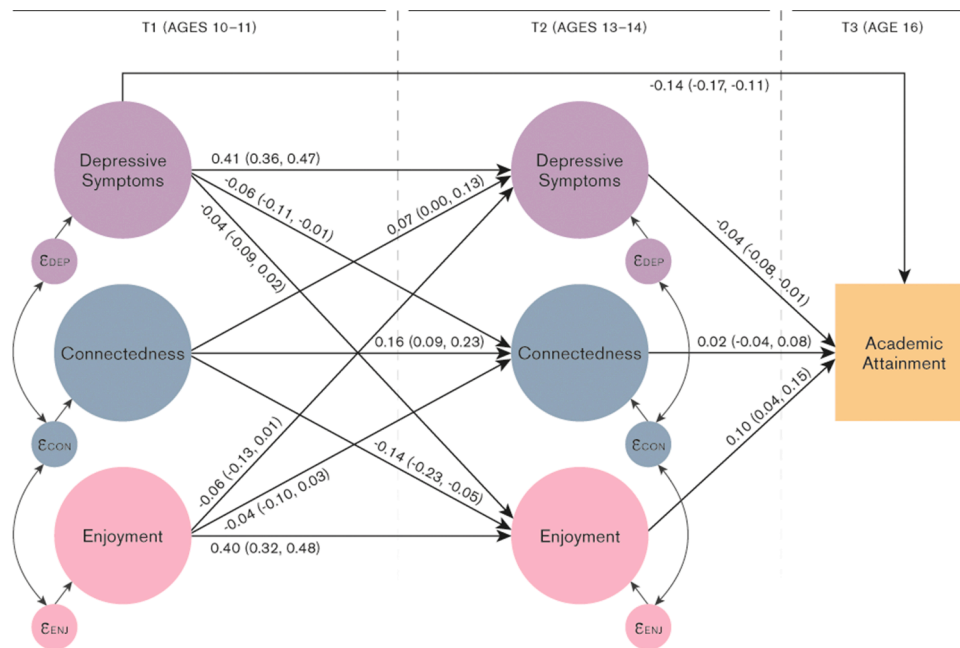 T1 (AGES 10–11)
T2 (AGES 13–14)
T3 (AGE 16)
-0.14 (-0.17, -0.11)
Depressive
Symptoms
0.41 (0.36, 0.47)
-0.06 (-0.11, -0.01)
-0.04 (-0.09, 0.02)
0.07 (0.00, 0.13)
Depressive
Symptoms
-0.04 (-0.08, -0.01)
εDEP
εDEP
Connectedness
0.16 (0.09, 0.23)
Connectedness
0.02 (-0.04, 0.08)
Academic
Attainment
0.10 (0.04, 0.15)
εCON
εCON
-0.06 (-0.13, 0.01)
-0.04 (-0.10, 0.03)
-0.14 (-0.23, -0.05)
Enjoyment
0.40 (0.32, 0.48)
Enjoyment
εENJ
εENJ